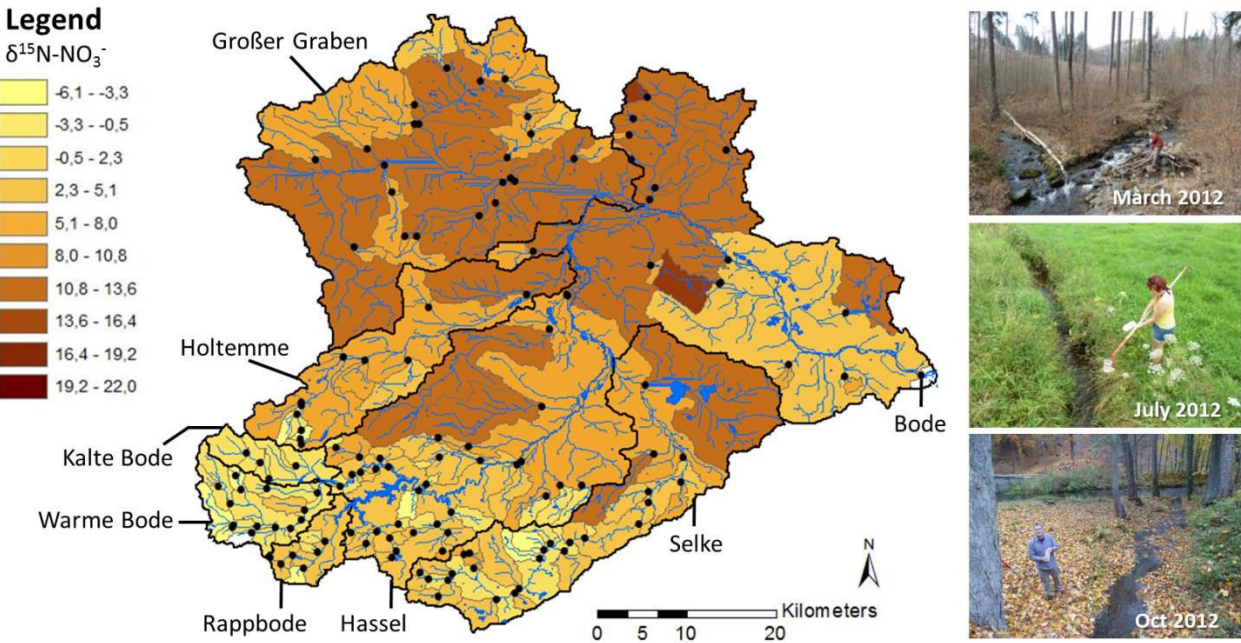 Legend
δ¹⁵N-NO₃⁻
-6,1 - -3,3
-3,3 - -0,5
-0,5 - 2,3
2,3 - 5,1
5,1 - 8,0
8,0 - 10,8
10,8 - 13,6
13,6 - 16,4
16,4 - 19,2
19,2 - 22,0
Großer Graben
Holtemme
Kalte Bode
Warme Bode
Rappbode
Hassel
Selke
Bode
N
Kilometers
0 5 10 20
March 2012
July 2012
Oct 2012